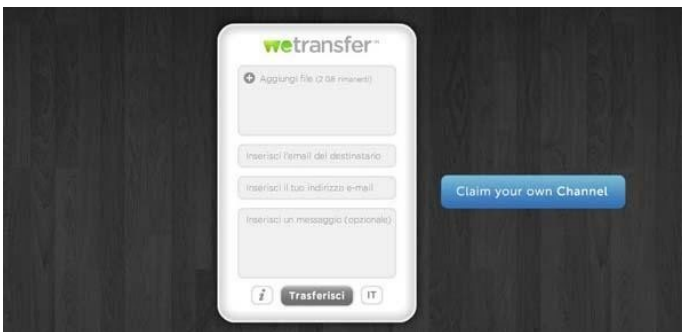 wetransfer™
Aggiungi file (2 GB rimanenti)
Inserisci l'email del destinatario
Inserisci il tuo indirizzo e-mail
Claim your own Channel
Inserisci un messaggio (opzionale)
i
Trasferisci
IT